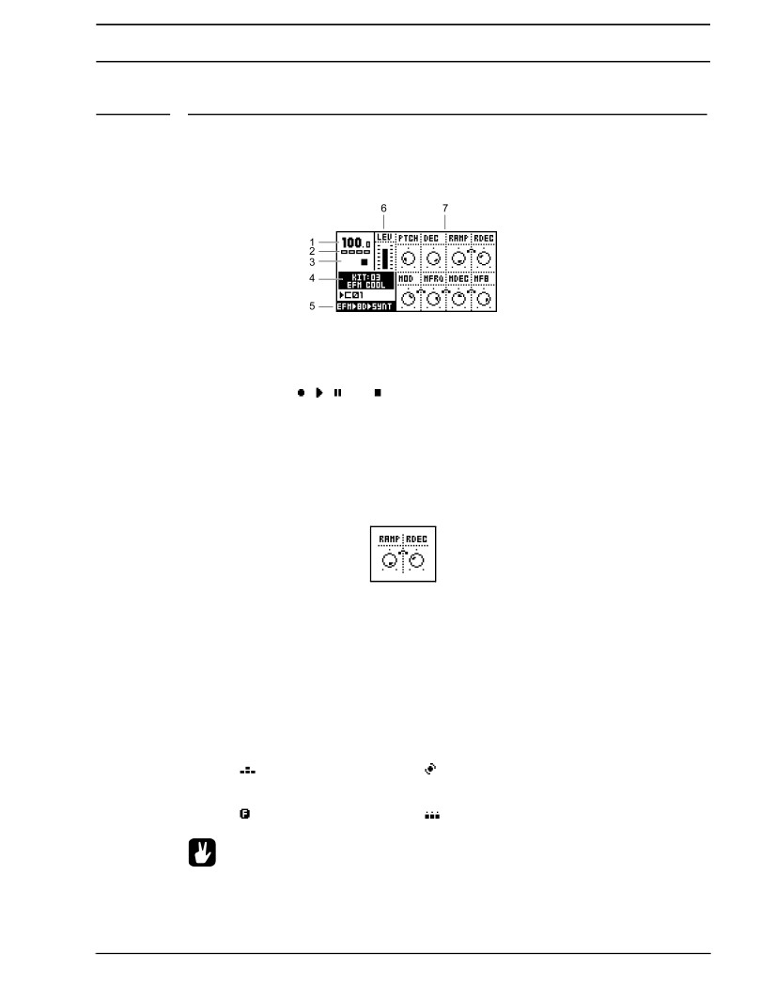 6 7
1 100.0 LEV PTCH DEC RAMP RDEC
2
3
4 KIT:03
EFM COOL MOD MFRQ MDEC MFB
C01
5 EFM BD SYNT
RAMP RDEC
F